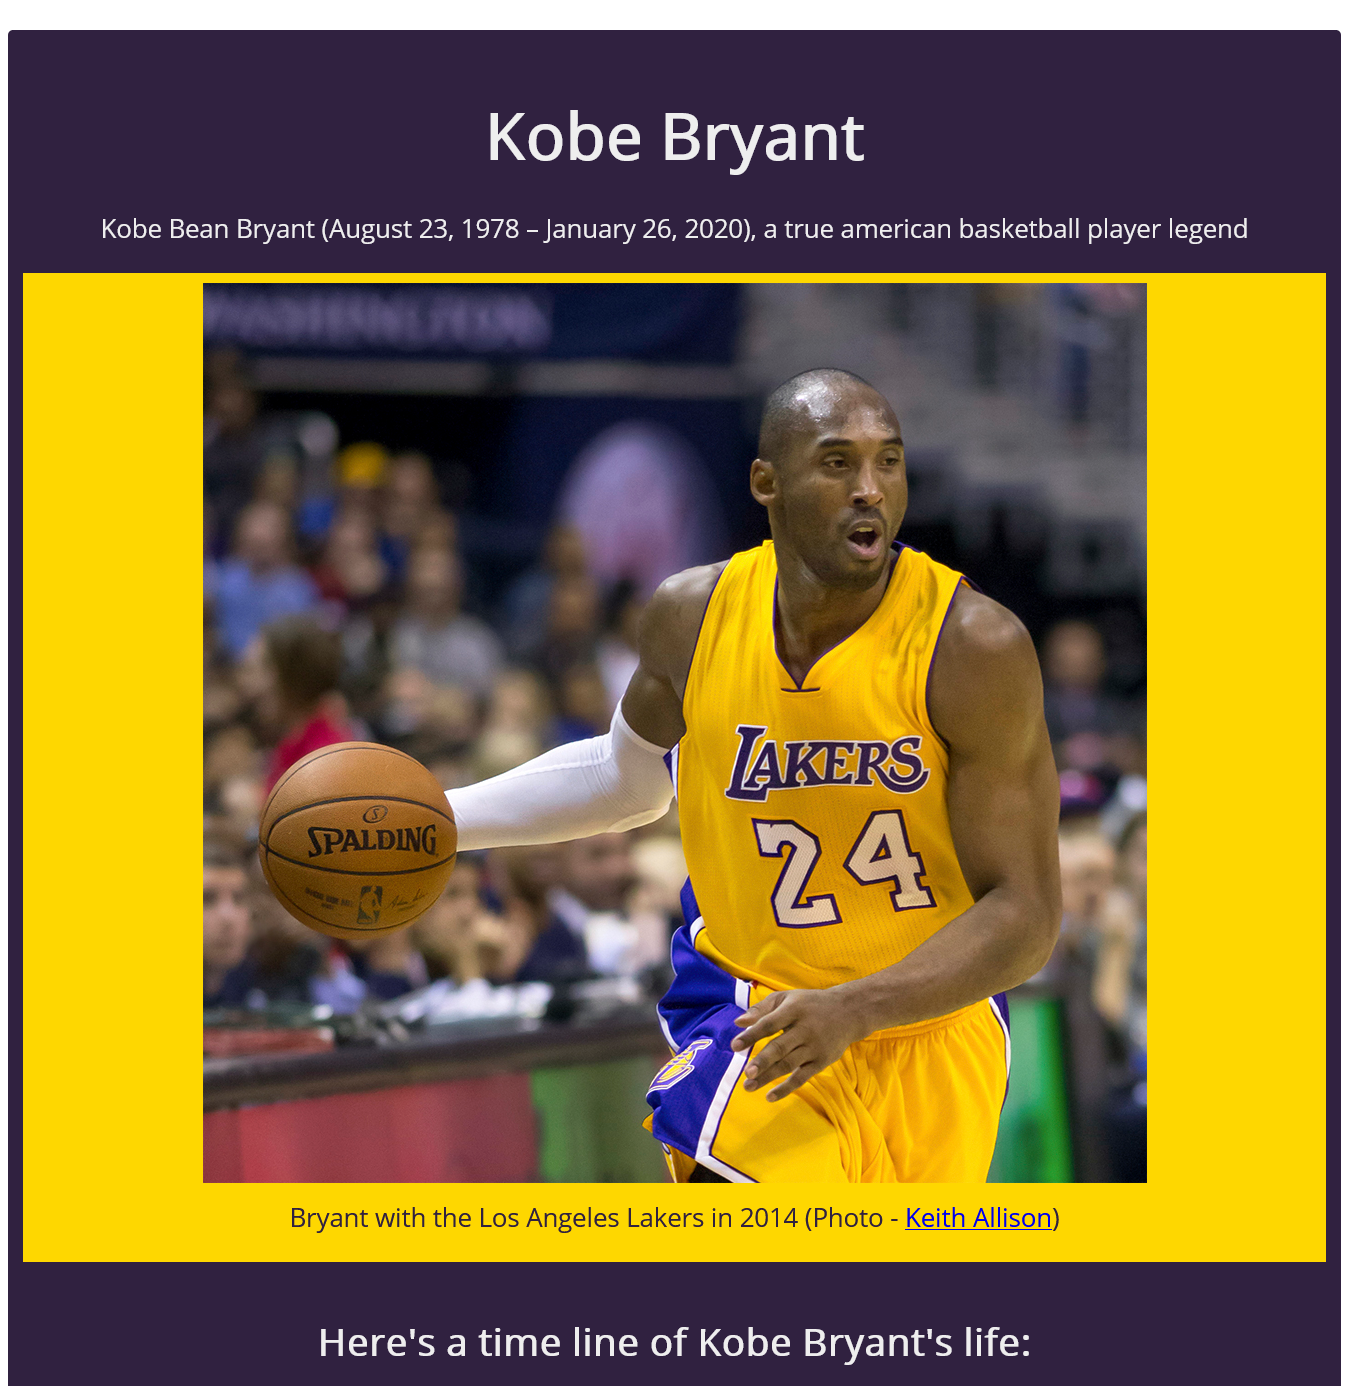 Kobe Bryant
Kobe Bean Bryant (August 23, 1978 – January 26, 2020), a true american basketball player legend
WASHINGTON
LAKERS
24
SPALDING
Bryant with the Los Angeles Lakers in 2014 (Photo - Keith Allison)
Here's a time line of Kobe Bryant's life: